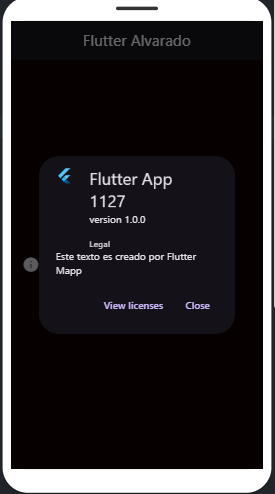 Flutter Alvarado
Flutter App
1127
version 1.0.0
Legal
Este texto es creado por Flutter
Mapp
View licenses
Close